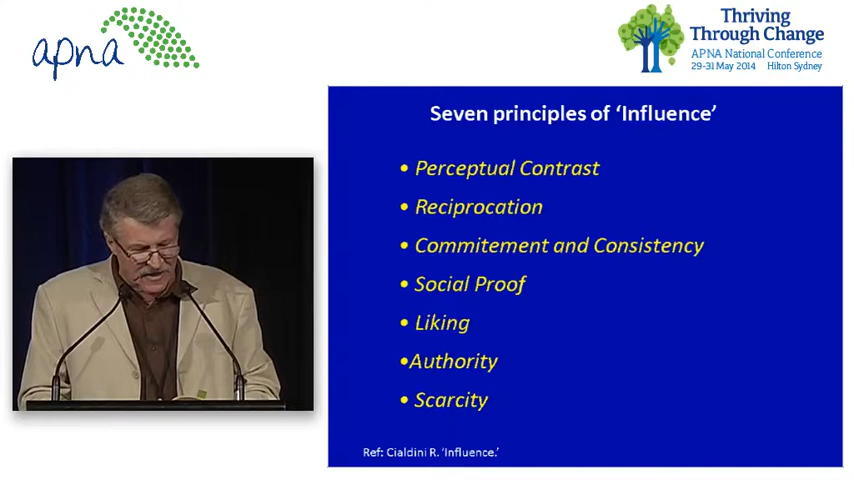 apna
Thriving
Through Change
APNA National Conference
29-31 May 2014 Hilton Sydney
Seven principles of ‘Influence’
• Perceptual Contrast
• Reciprocation
• Commitement and Consistency
• Social Proof
• Liking
•Authority
• Scarcity
Ref: Cialdini R. ‘Influence.’